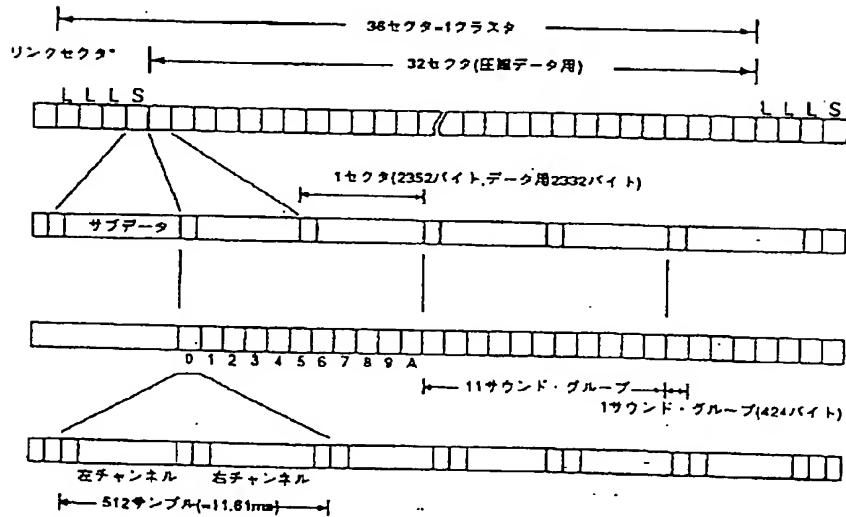 36セクタ=1クラスタ
リンクセクタ
32セクタ(圧縮データ用)
L L L S
L L L S
1セクタ(2352バイト,データ用2332バイト)
サブデータ
0 1 2 3 4 5 6 7 8 9 A
11サウンド・グループ
1サウンド・グループ(424バイト)
左チャンネル 右チャンネル
512サンプル(=11.61ms)